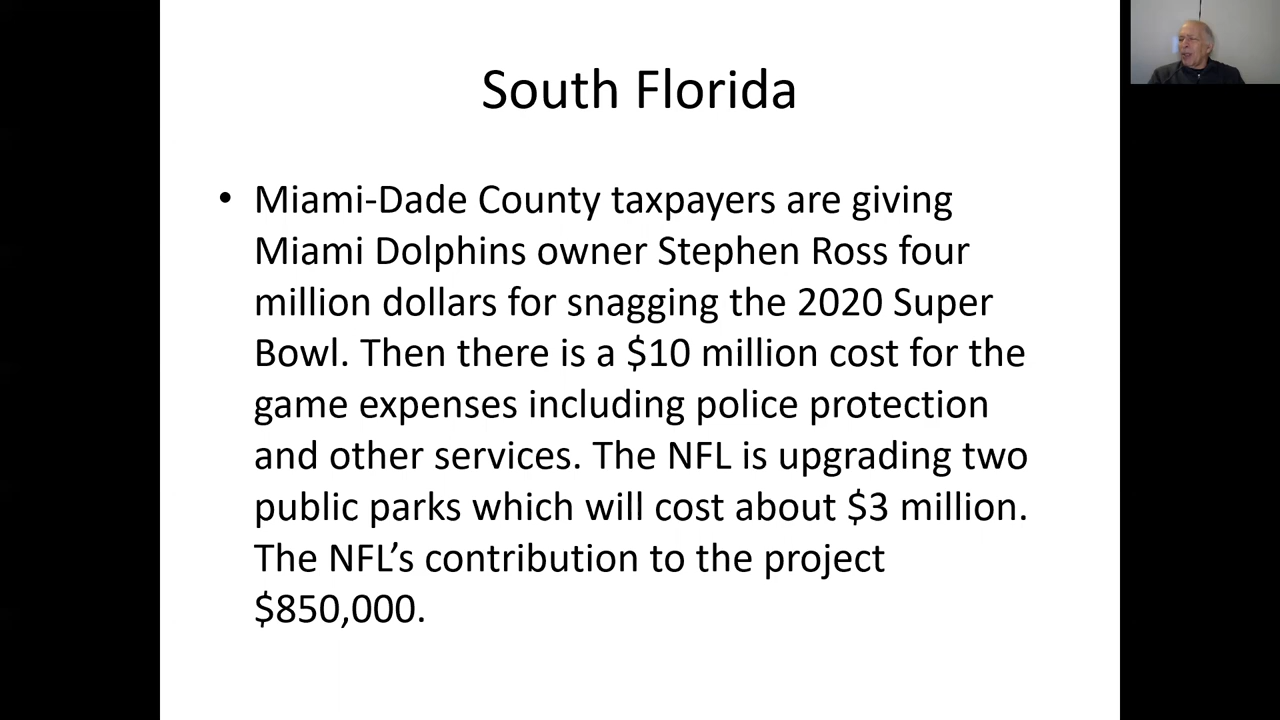 South Florida
• Miami-Dade County taxpayers are giving
Miami Dolphins owner Stephen Ross four
million dollars for snagging the 2020 Super
Bowl. Then there is a $10 million cost for the
game expenses including police protection
and other services. The NFL is upgrading two
public parks which will cost about $3 million.
The NFL’s contribution to the project
$850,000.